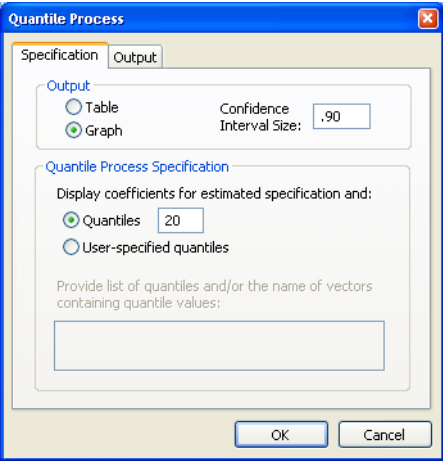 Quantile Process
Specification
Output
Output
Table
Graph
Confidence
Interval Size:
.90
Quantile Process Specification
Display coefficients for estimated specification and:
Quantiles
20
User-specified quantiles
Provide list of quantiles and/or the name of vectors
containing quantile values:
OK
Cancel